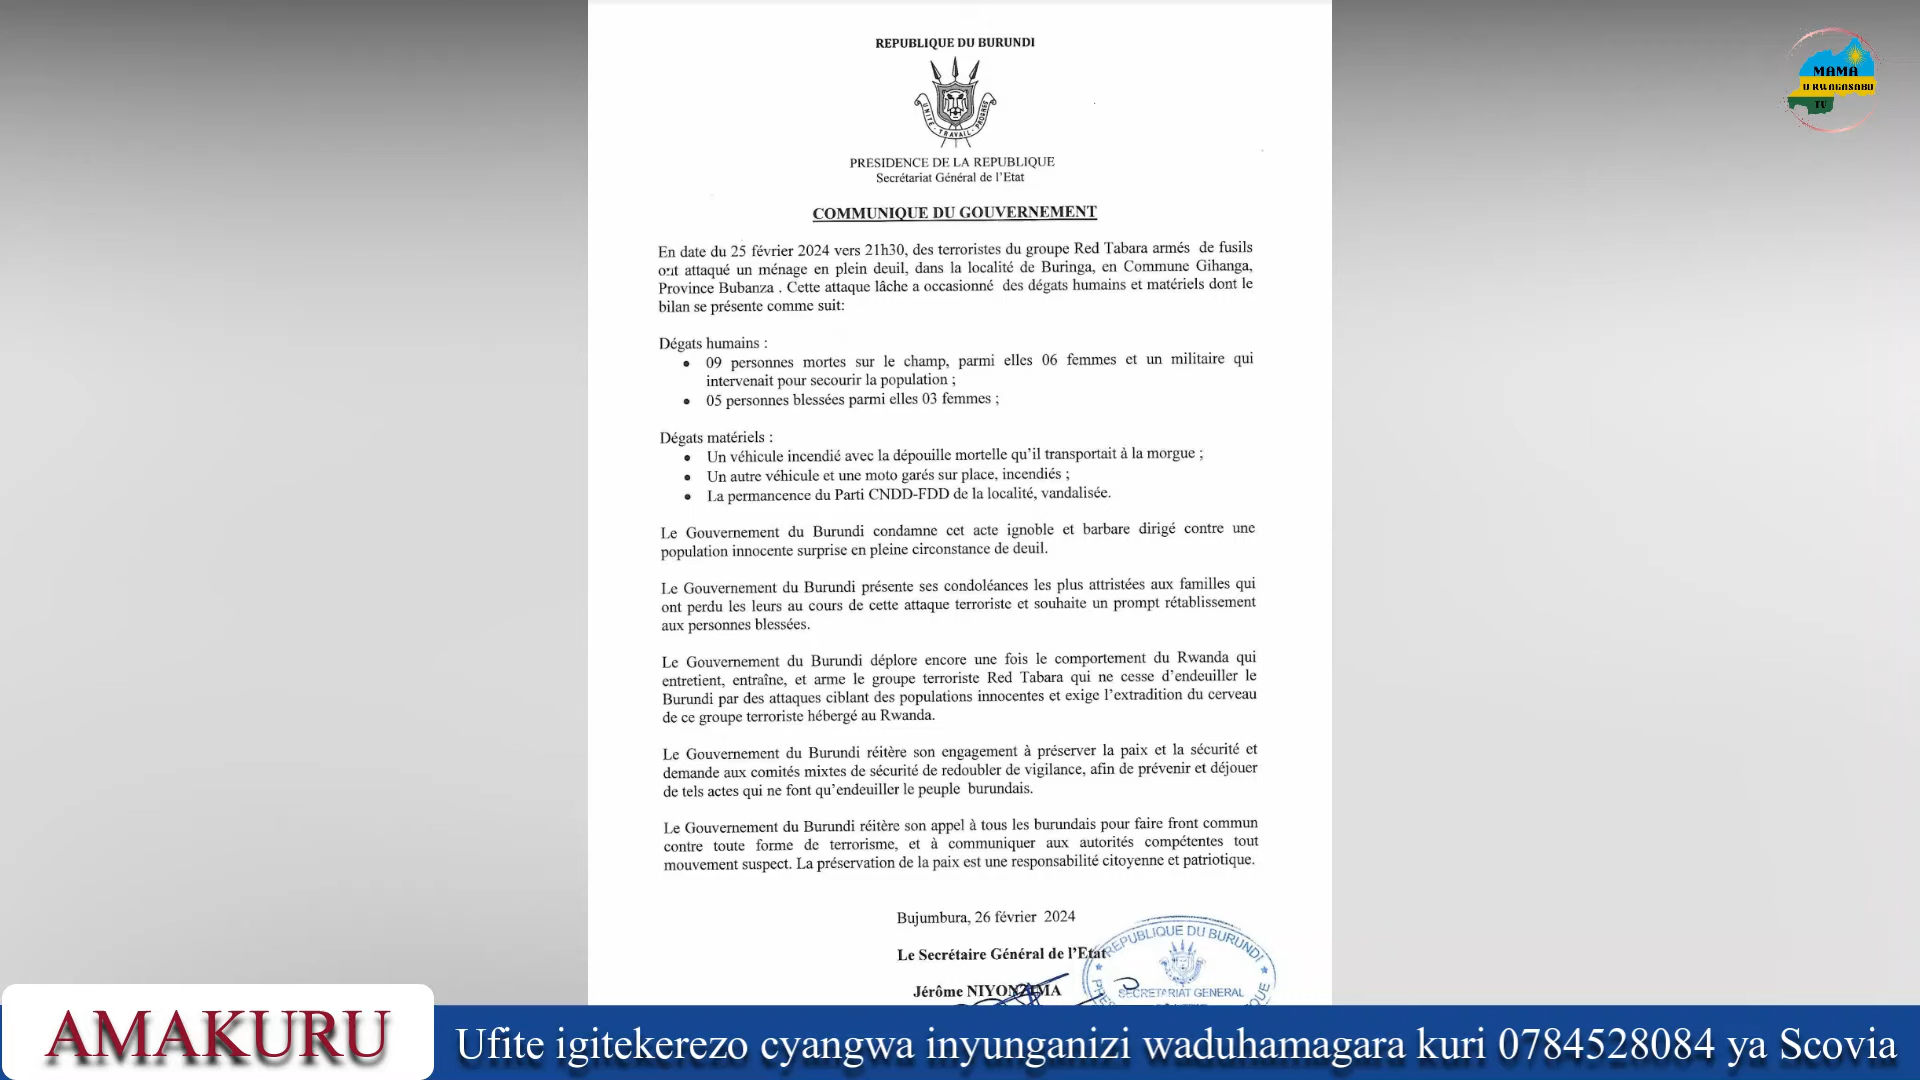 REPUBLIQUE DU BURUNDI
UNITE - TRAVAIL - PROGRES
PRESIDENCE DE LA REPUBLIQUE
Secrétariat Général de l'Etat
COMMUNIQUE DU GOUVERNEMENT
En date du 25 février 2024 vers 21h30, des terroristes du groupe Red Tabara armés de fusils
ont attaqué un ménage en plein deuil, dans la localité de Buringa, en Commune Gihanga,
Province Bubanza . Cette attaque lâche a occasionné des dégats humains et matériels dont le
bilan se présente comme suit:
Dégats humains :
• 09 personnes mortes sur le champ, parmi elles 06 femmes et un militaire qui
intervenait pour secourir la population ;
• 05 personnes blessées parmi elles 03 femmes ;
Dégats matériels :
• Un véhicule incendié avec la dépouille mortelle qu'il transportait à la morgue ;
• Un autre véhicule et une moto garés sur place, incendiés ;
• La permancence du Parti CNDD-FDD de la localité, vandalisée.
Le Gouvernement du Burundi condamne cet acte ignoble et barbare dirigé contre une
population innocente surprise en pleine circonstance de deuil.
Le Gouvernement du Burundi présente ses condoléances les plus attristées aux familles qui
ont perdu les leurs au cours de cette attaque terroriste et souhaite un prompt rétablissement
aux personnes blessées.
Le Gouvernement du Burundi déplore encore une fois le comportement du Rwanda qui
entretient, entraîne, et arme le groupe terroriste Red Tabara qui ne cesse d'endeuiller le
Burundi par des attaques ciblant des populations innocentes et exige l'extradition du cerveau
de ce groupe terroriste hébergé au Rwanda.
Le Gouvernement du Burundi réitère son engagement à préserver la paix et la sécurité et
demande aux comités mixtes de sécurité de redoubler de vigilance, afin de prévenir et déjouer
de tels actes qui ne font qu'endeuiller le peuple burundais.
Le Gouvernement du Burundi réitère son appel à tous les burundais pour faire front commun
contre toute forme de terrorisme, et à communiquer aux autorités compétentes tout
mouvement suspect. La préservation de la paix est une responsabilité citoyenne et patriotique.
Bujumbura, 26 février 2024
Le Secrétaire Général de l'Etat
Jérôme NIYONZIMA
REPUBLIQUE DU BURUNDI
SECRETARIAT GENERAL
MAMA
U RWAGASABU
TV
AMAKURU
Ufite igitekerezo cyangwa inyunganizi waduhamagara kuri 0784528084 ya Scovia